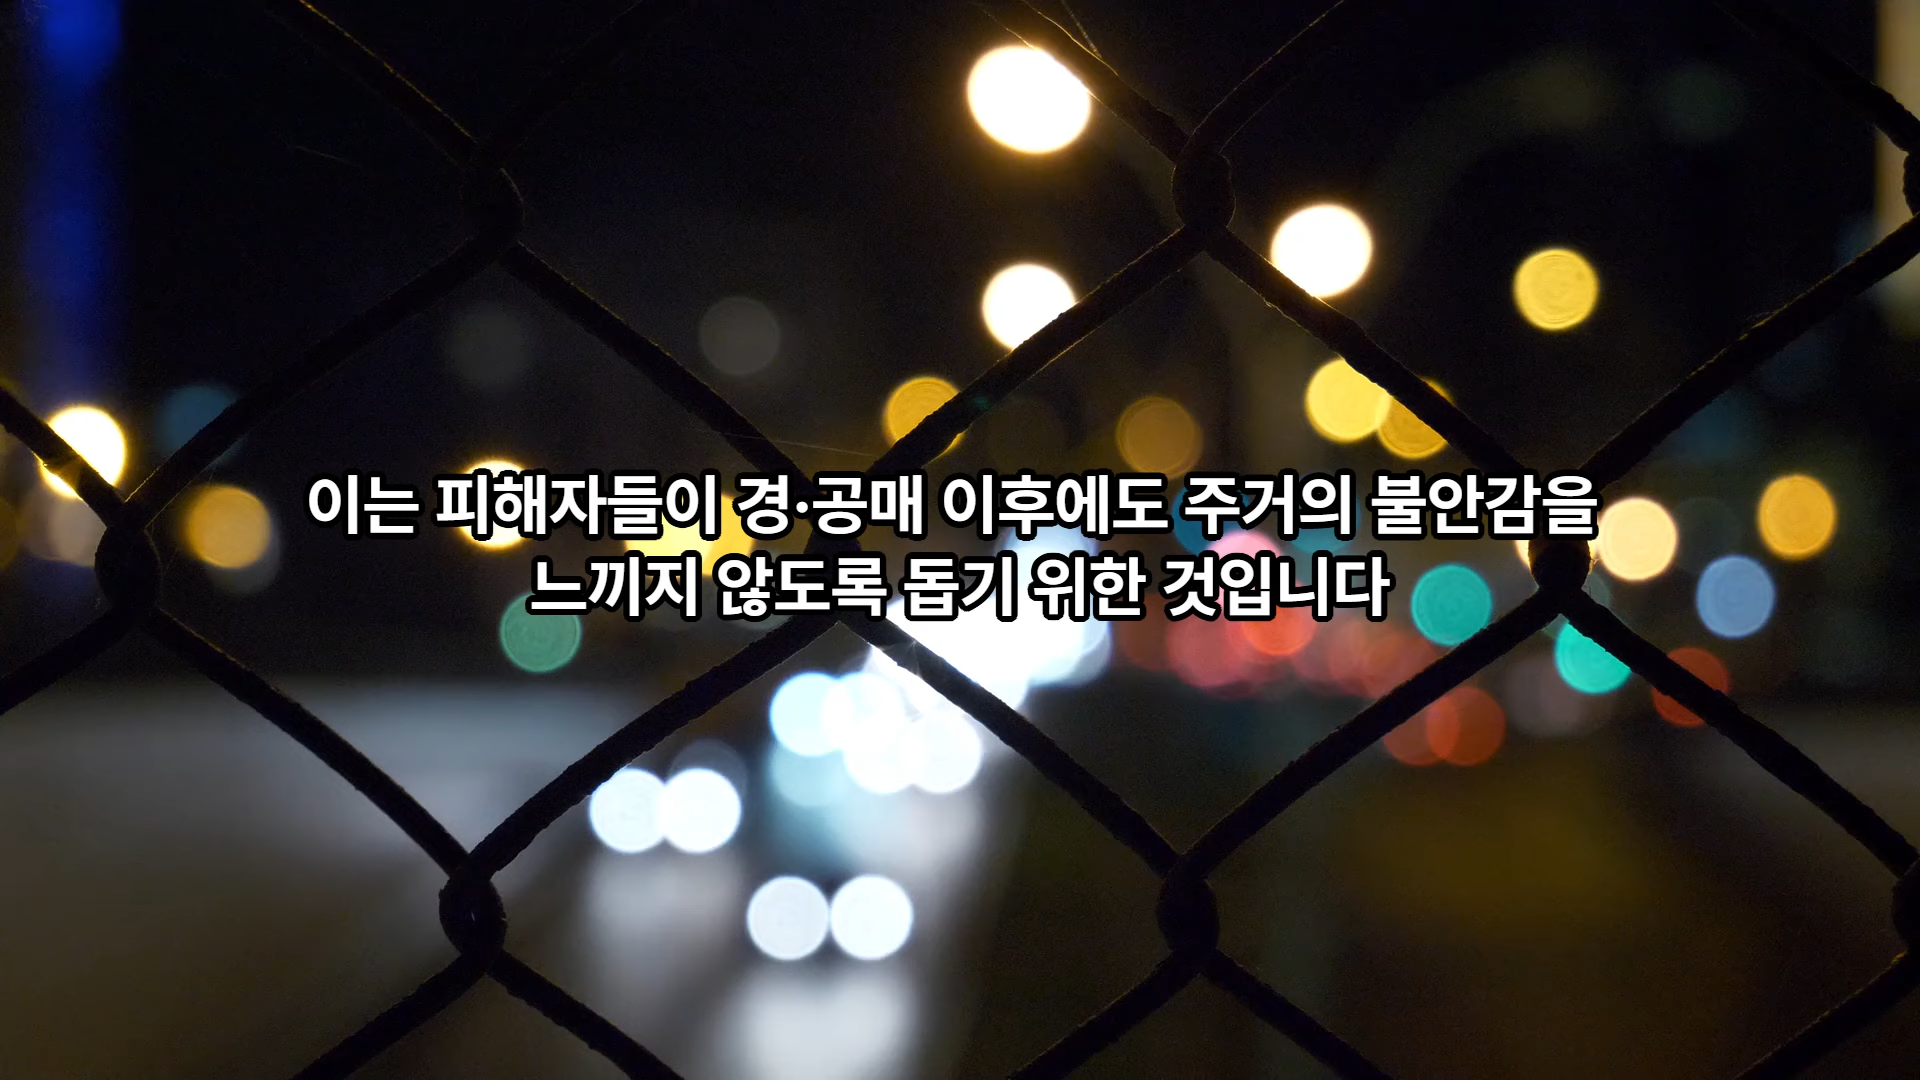 이는 피해자들이 경·공매 이후에도 주거의 불안감을
느끼지 않도록 돕기 위한 것입니다